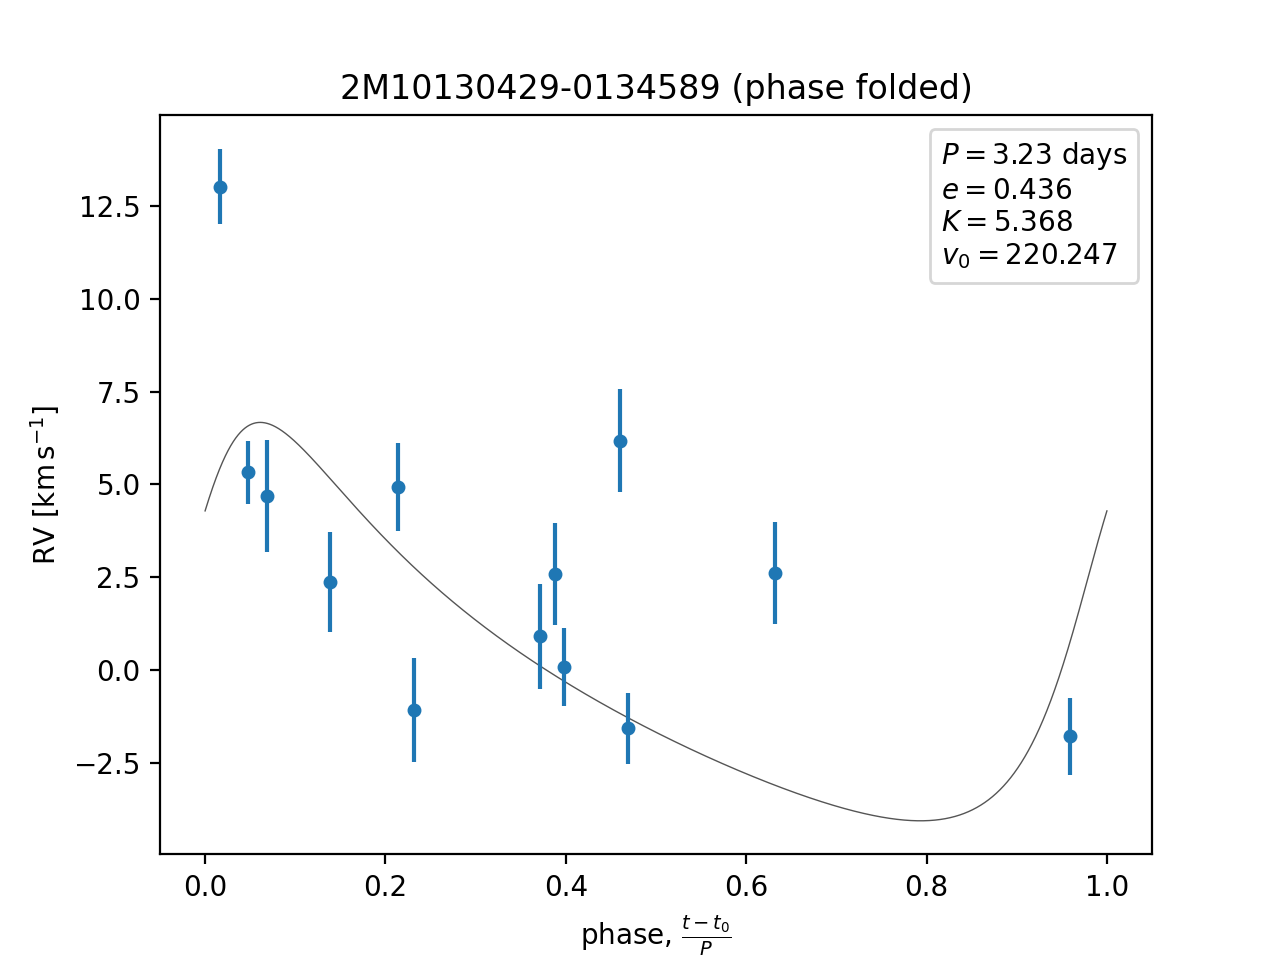 2M10130429-0134589 (phase folded)
P = 3.23 days
e = 0.436
K = 5.368
v₀ = 220.247
RV [km s⁻¹]
12.5
10.0
7.5
5.0
2.5
0.0
−2.5
0.0 0.2 0.4 0.6 0.8 1.0
phase, (t − t₀)/P